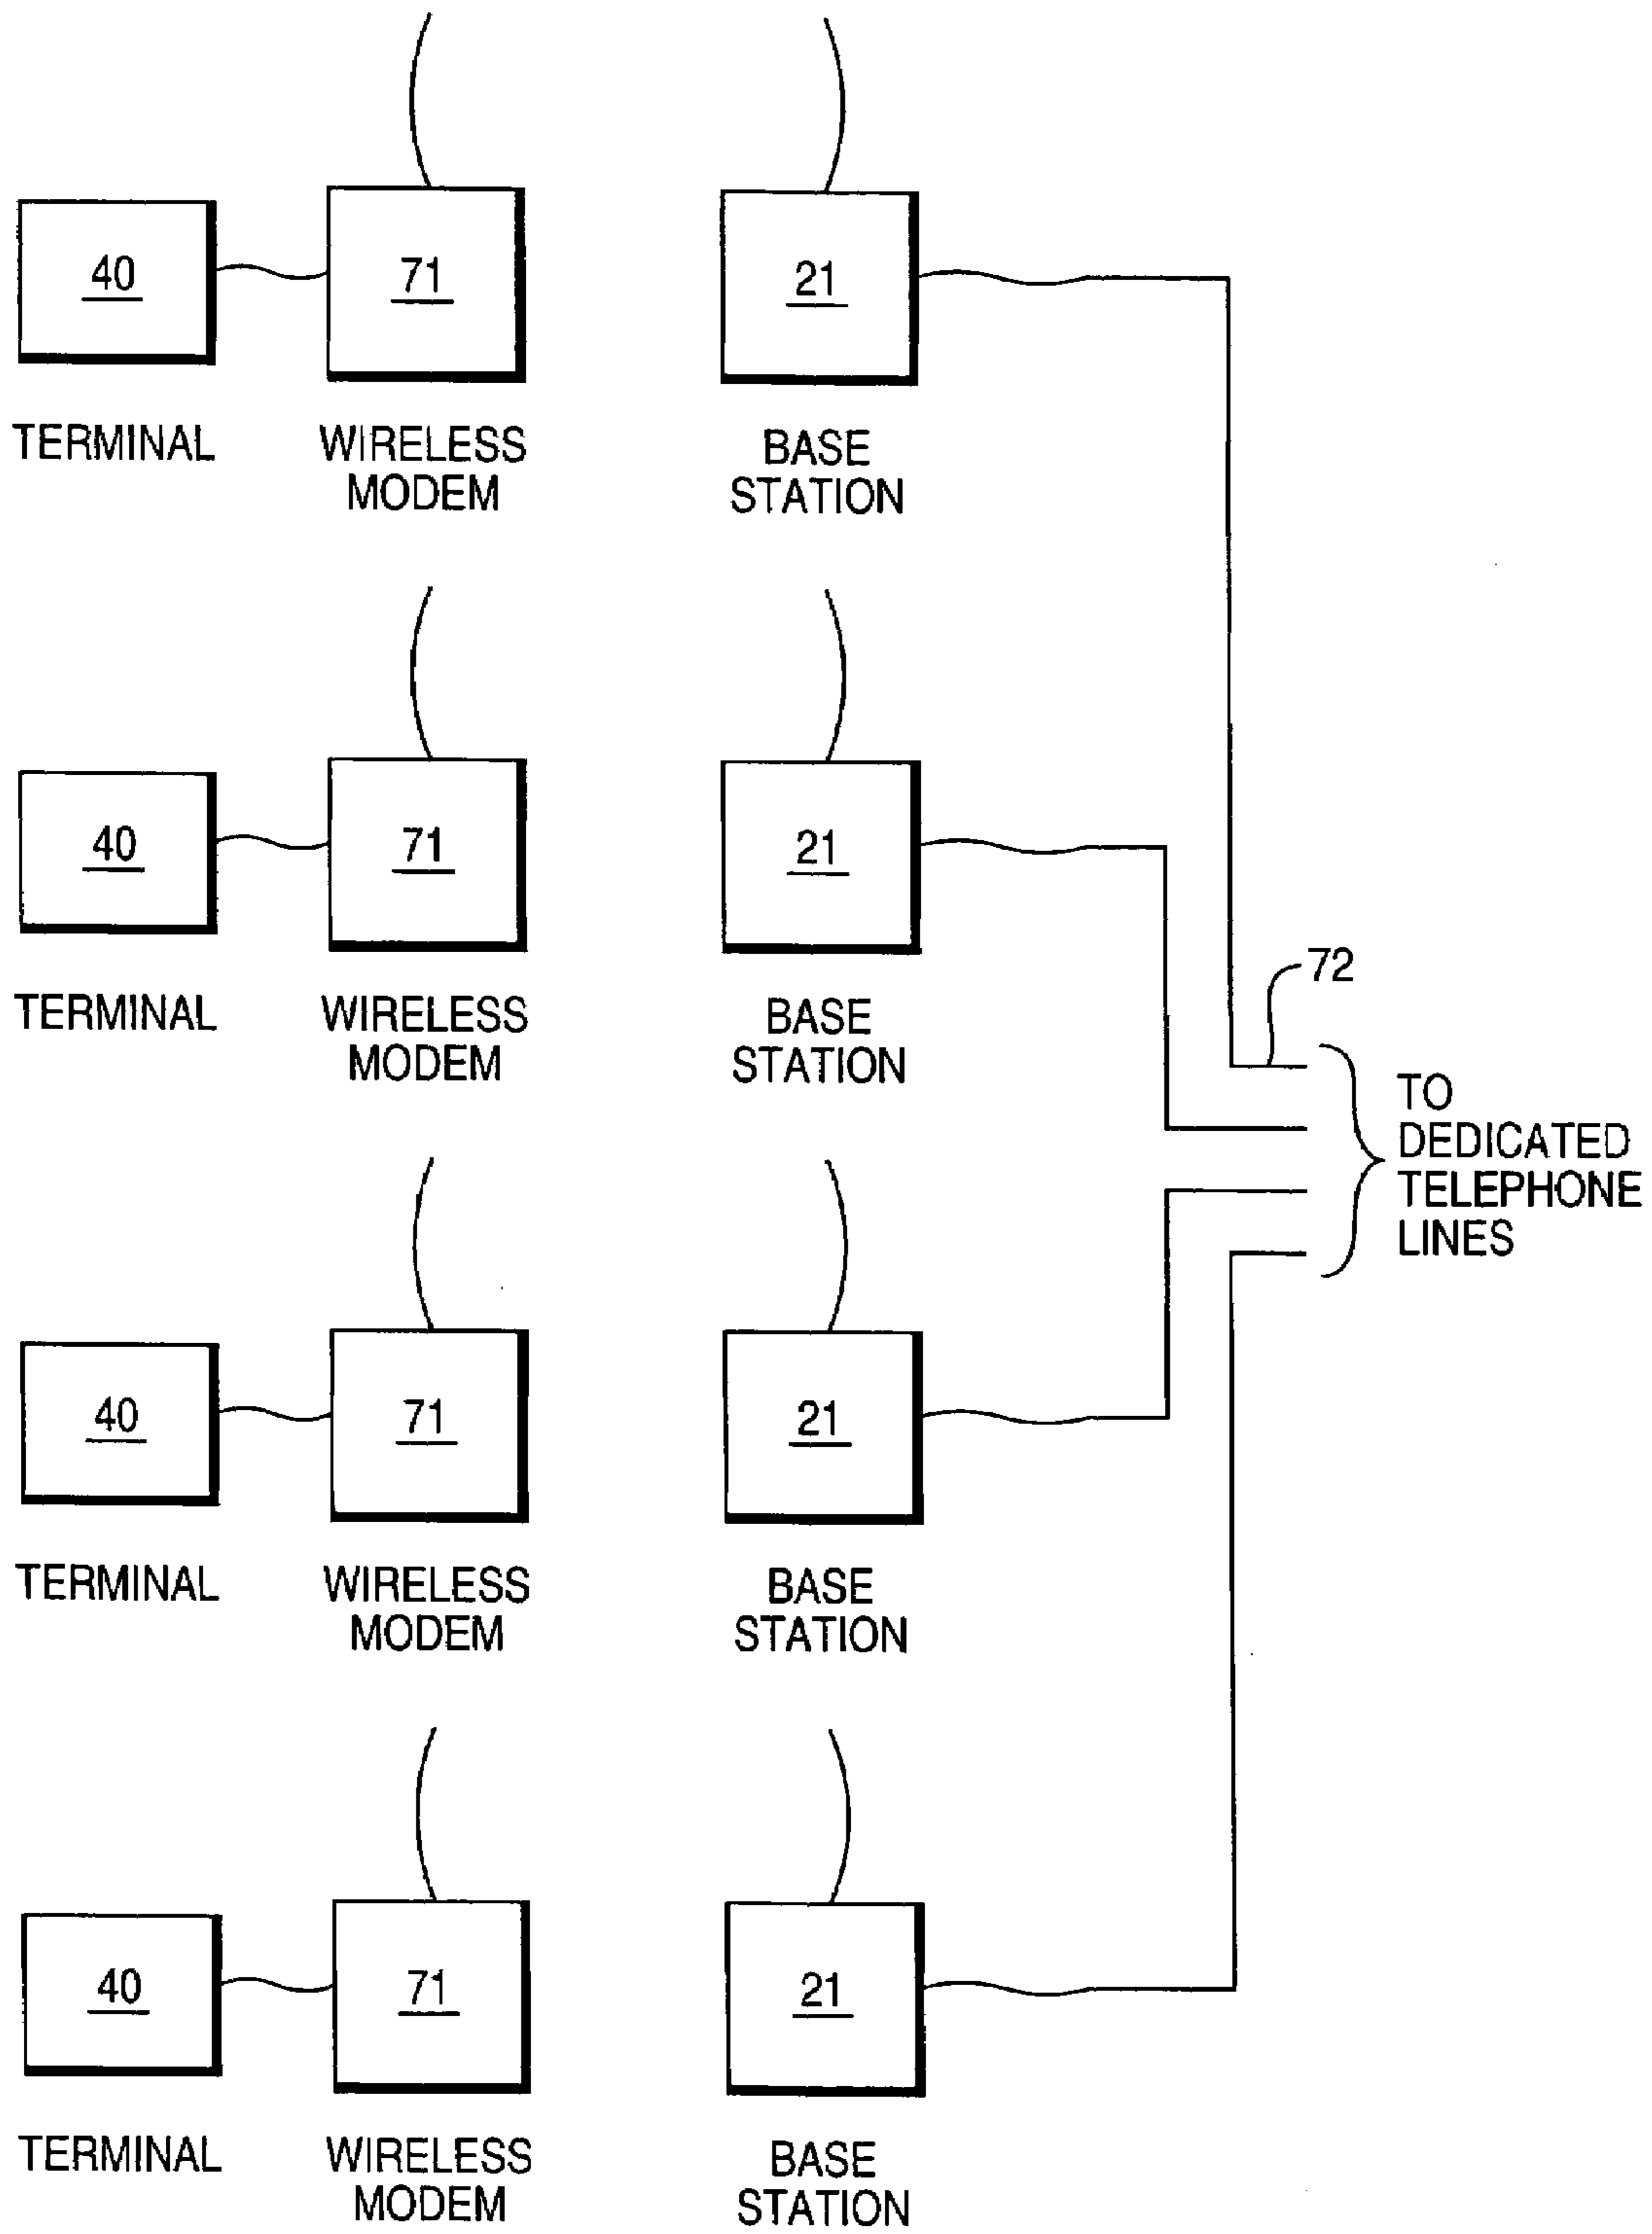 40 71 21
TERMINAL WIRELESS MODEM BASE STATION
40 71 21
TERMINAL WIRELESS MODEM BASE STATION
72
TO
DEDICATED
TELEPHONE
LINES
40 71 21
TERMINAL WIRELESS MODEM BASE STATION
40 71 21
TERMINAL WIRELESS MODEM BASE STATION